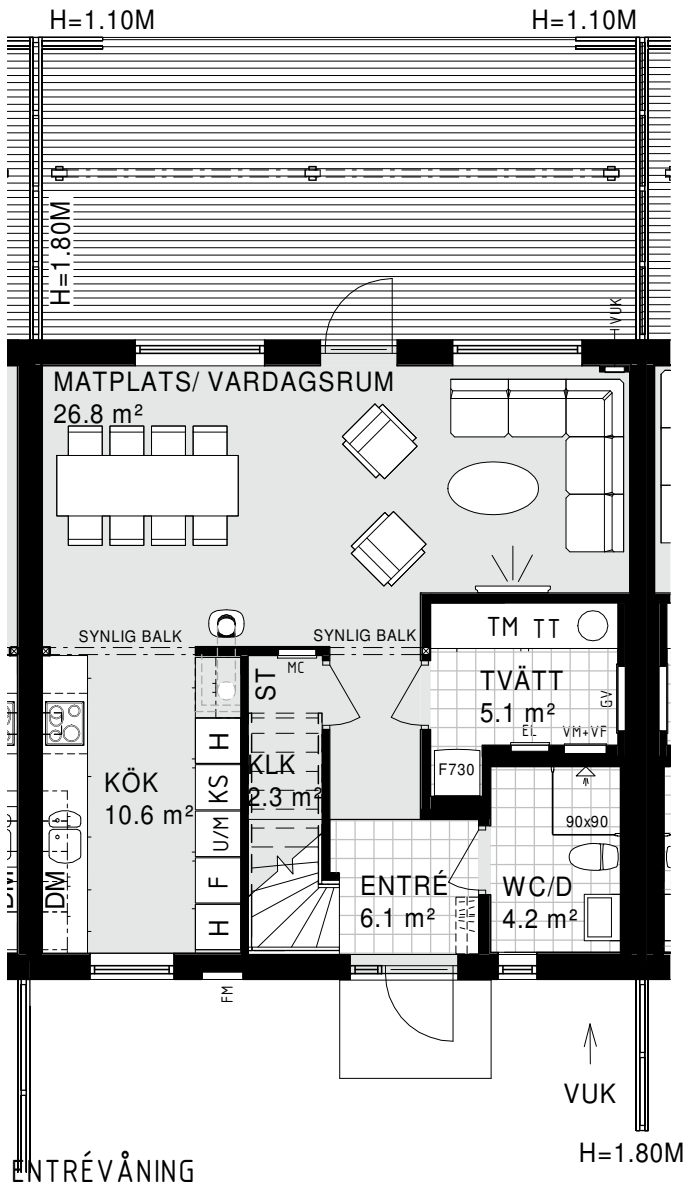 H=1.10M
H=1.10M
H=1.80M
VUK
MATPLATS/ VARDAGSRUM
26.8 m²
SYNLIG BALK
SYNLIG BALK
TM
TT
ST
MC
TVÄTT
5.1 m²
GV
EL
VM+VF
F730
H
KS
U/M
F
H
KLK
2.3 m²
KÖK
10.6 m²
DM
DM
90x90
ENTRÉ
6.1 m²
WC/D
4.2 m²
FM
VUK
H=1.80M
ENTRÉVÅNING